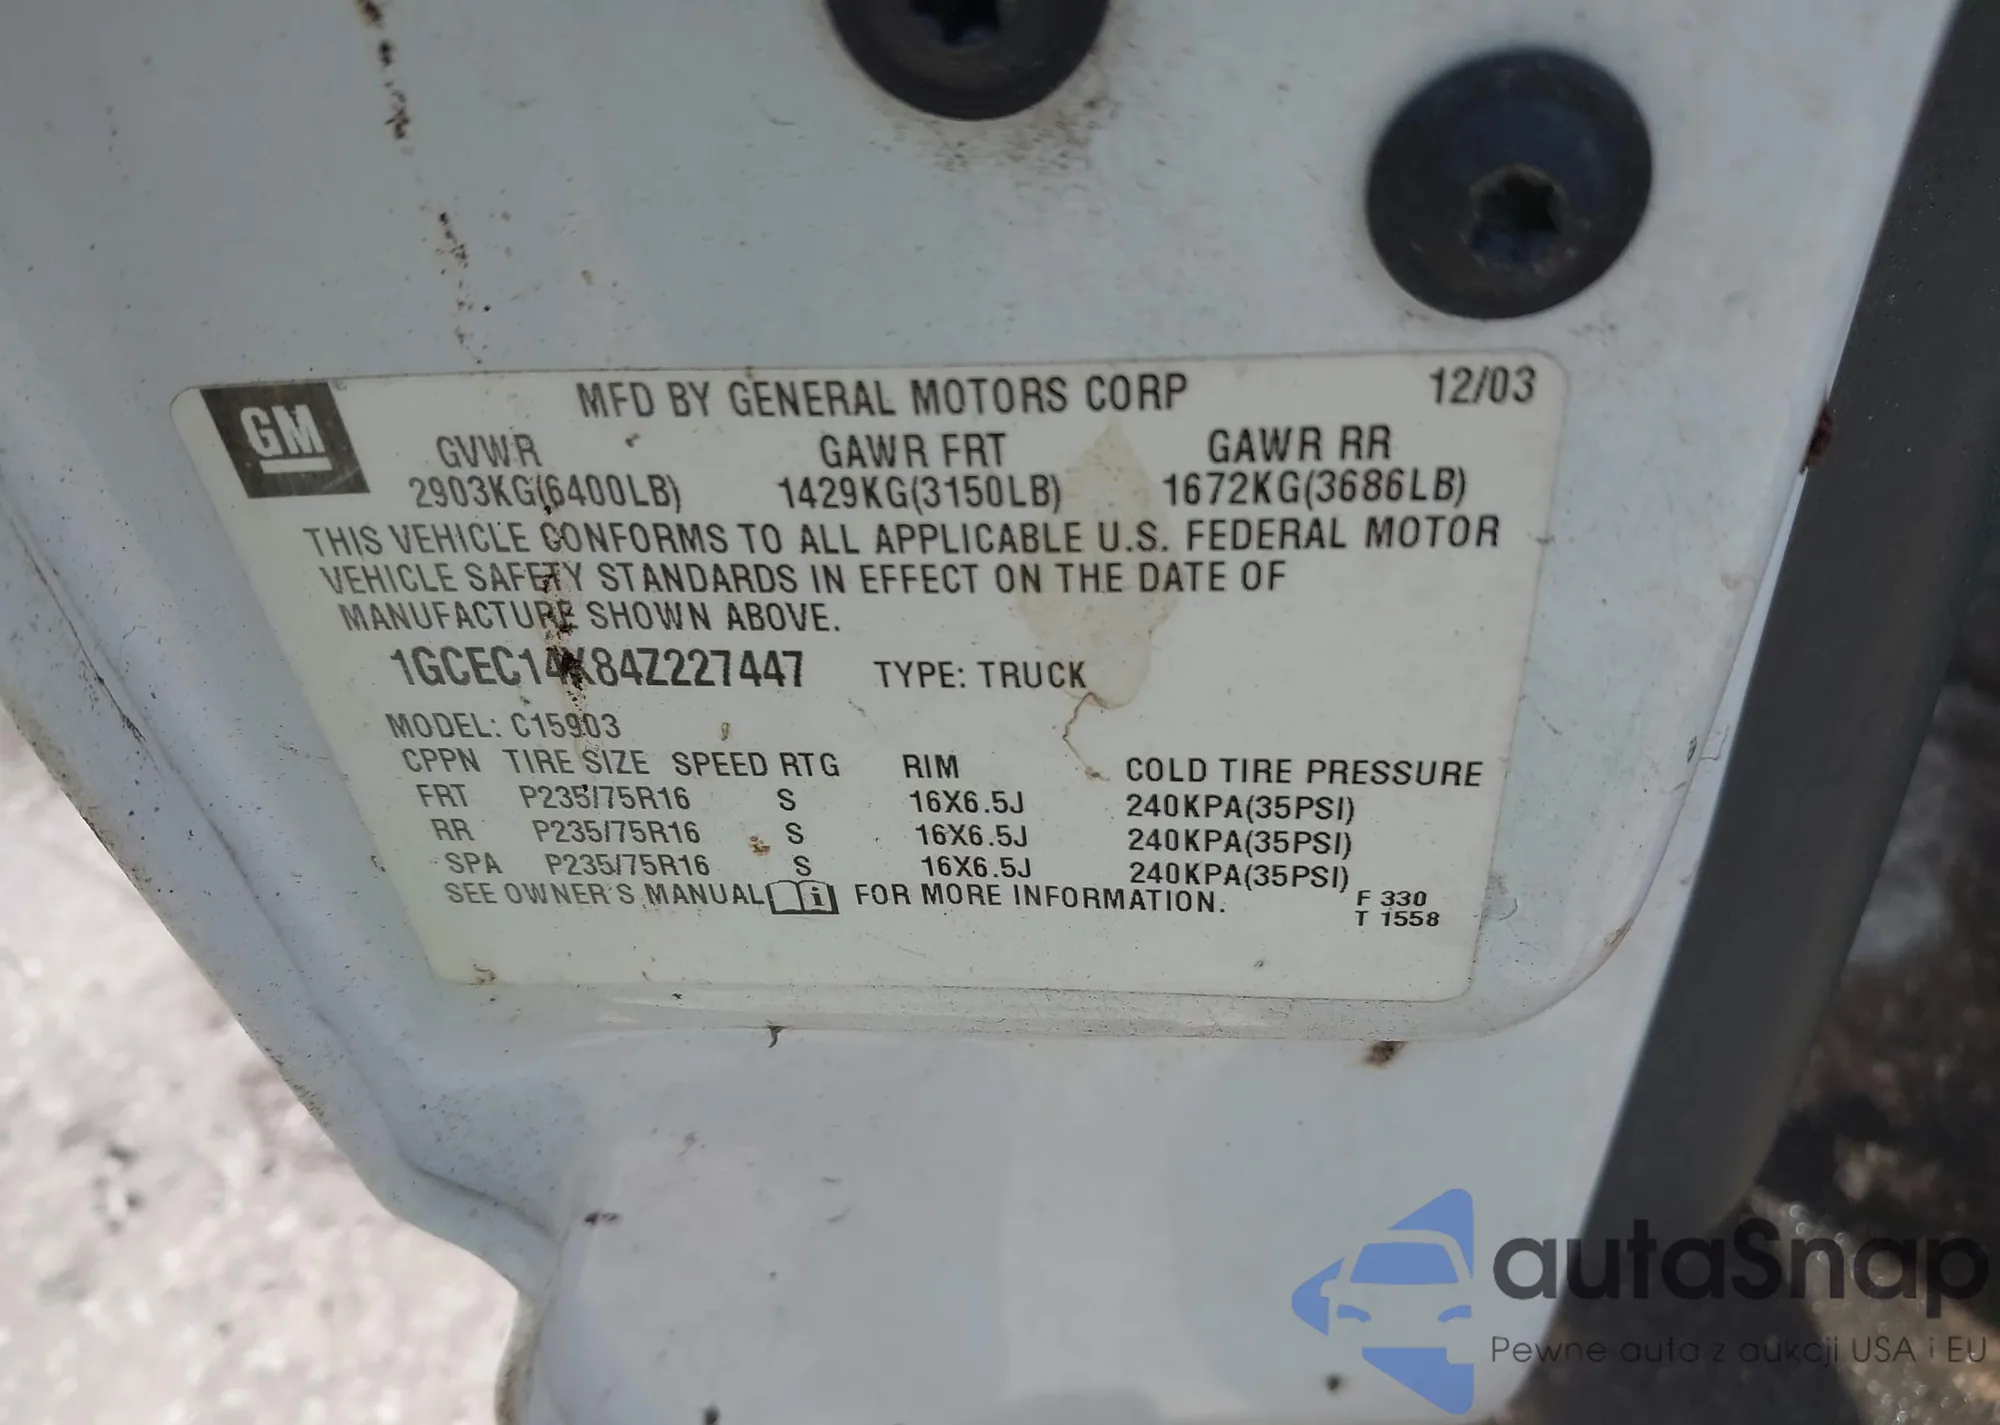 GM
MFD BY GENERAL MOTORS CORP 12/03
GVWR GAWR FRT GAWR RR
2903KG(6400LB) 1429KG(3150LB) 1672KG(3686LB)
THIS VEHICLE CONFORMS TO ALL APPLICABLE U.S. FEDERAL MOTOR
VEHICLE SAFETY STANDARDS IN EFFECT ON THE DATE OF
MANUFACTURE SHOWN ABOVE.
1GCEC14X84Z227447 TYPE: TRUCK
MODEL: C15903
CPPN TIRE SIZE SPEED RTG RIM COLD TIRE PRESSURE
FRT P235/75R16 S 16X6.5J 240KPA(35PSI)
RR P235/75R16 S 16X6.5J 240KPA(35PSI)
SPA P235/75R16 S 16X6.5J 240KPA(35PSI)
SEE OWNER'S MANUAL FOR MORE INFORMATION.
F 330
T 1558
autaSnap
Pewne auta z aukcji USA i EU